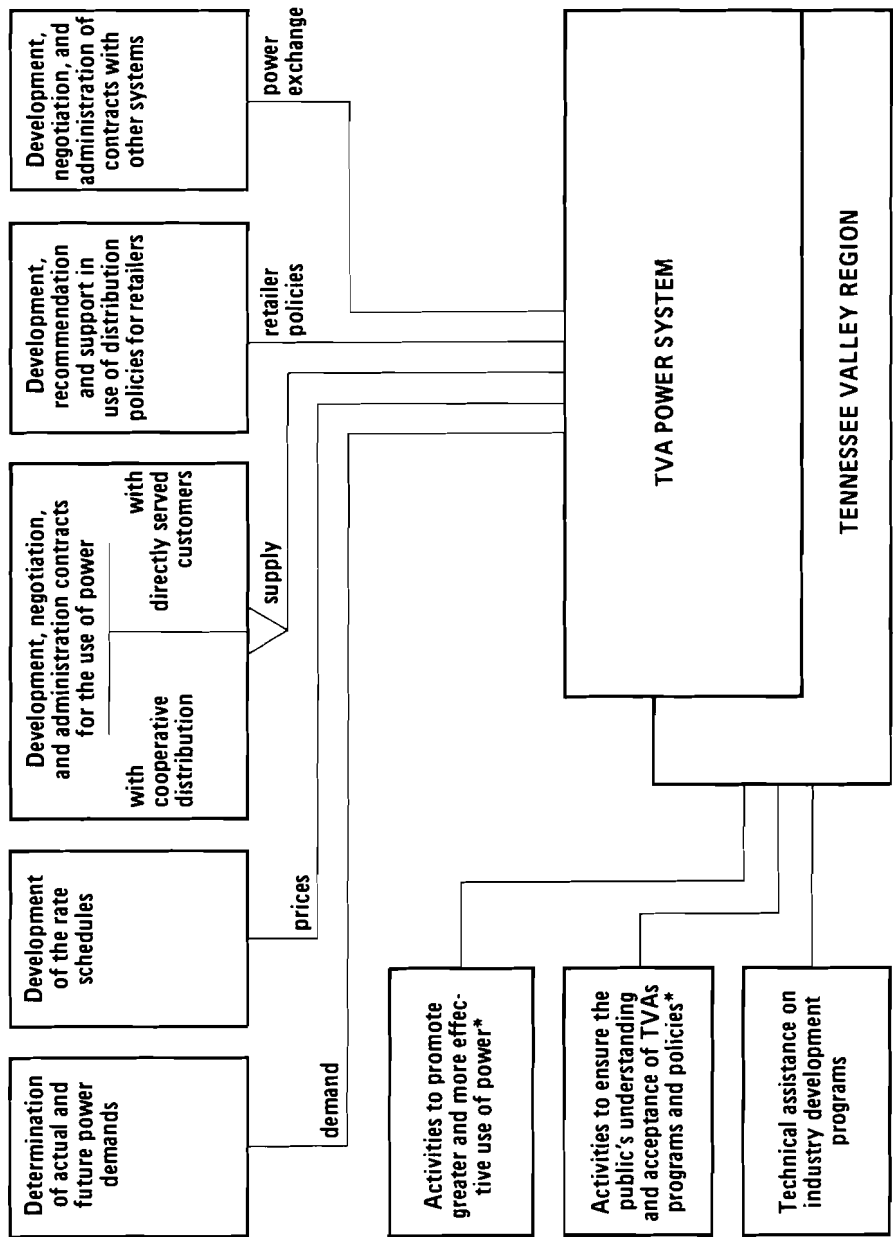 Determination
of actual and
future power
demands
Development
of the rate
schedules
Development, negotiation,
and administration contracts
for the use of power
with
cooperative
distribution
with
directly served
customers
Development,
recommendation
and support in
use of distribution
policies for retailers
Development,
negotiation, and
administration of
contracts with
other systems
demand
prices
supply
retailer
policies
power
exchange
Activities to promote
greater and more effec-
tive use of power*
Activities to ensure the
public's understanding
and acceptance of TVAs
programs and policies*
Technical assistance on
industry development
programs
TVA POWER SYSTEM
TENNESSEE VALLEY REGION